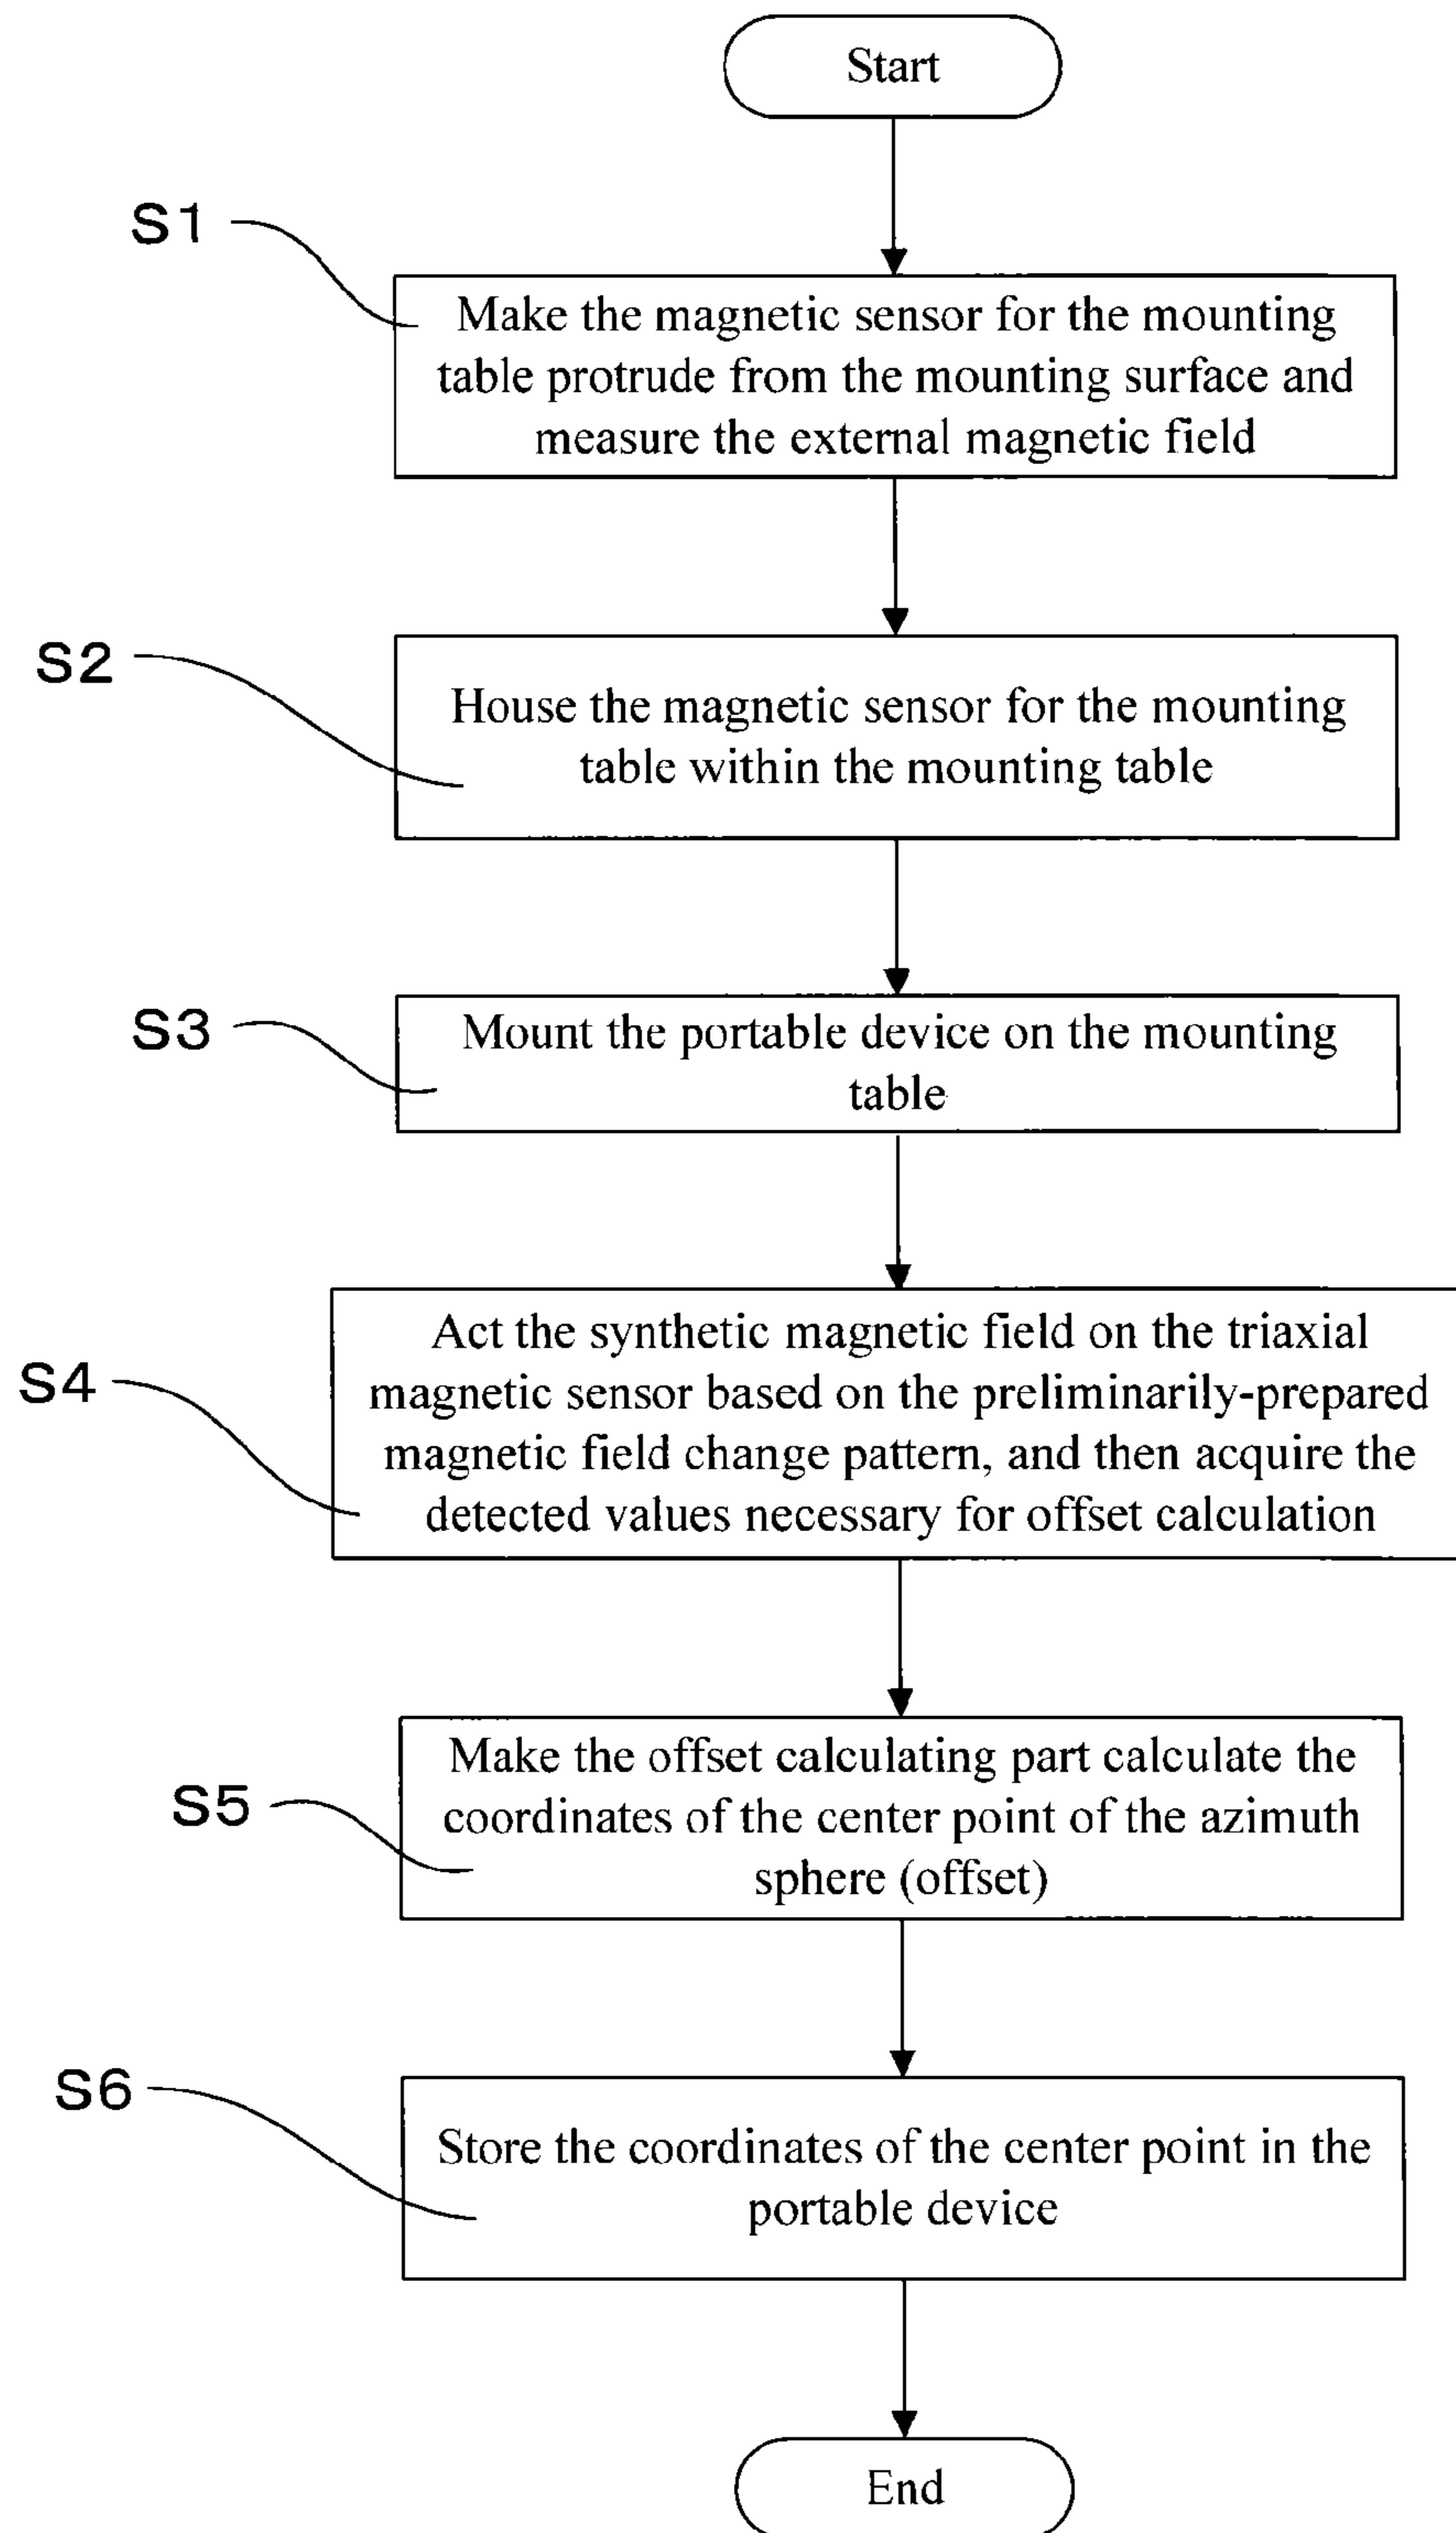 Start
S1
Make the magnetic sensor for the mounting
table protrude from the mounting surface and
measure the external magnetic field
S2
House the magnetic sensor for the mounting
table within the mounting table
S3
Mount the portable device on the mounting
table
S4
Act the synthetic magnetic field on the triaxial
magnetic sensor based on the preliminarily-prepared
magnetic field change pattern, and then acquire the
detected values necessary for offset calculation
S5
Make the offset calculating part calculate the
coordinates of the center point of the azimuth
sphere (offset)
S6
Store the coordinates of the center point in the
portable device
End